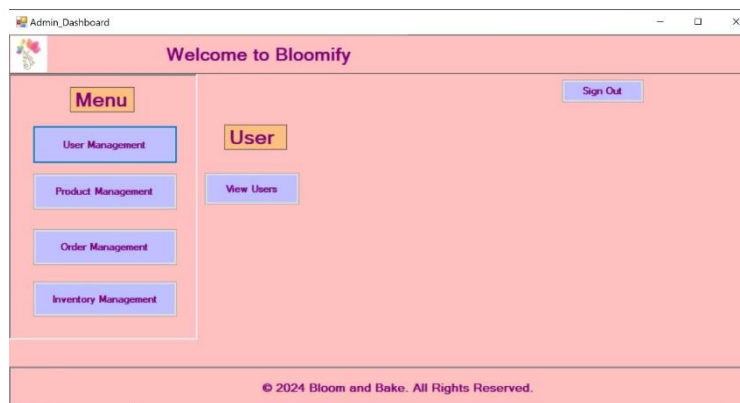 Admin_Dashboard
Welcome to Bloomify
Sign Out
Menu
User Management
User
Product Management
View Users
Order Management
Inventory Management
© 2024 Bloom and Bake. All Rights Reserved.